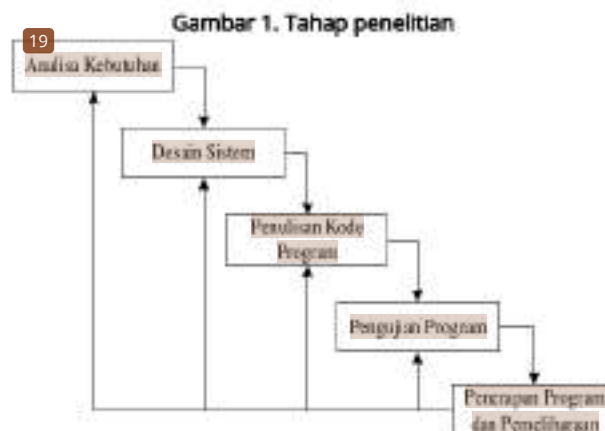 Gambar 1. Tahap penelitian
19
Analisa Kebutuhan
Desain Sistem
Penulisan Kode
Program
Pengujian Program
Penerapan Program
dan Pemeliharaan